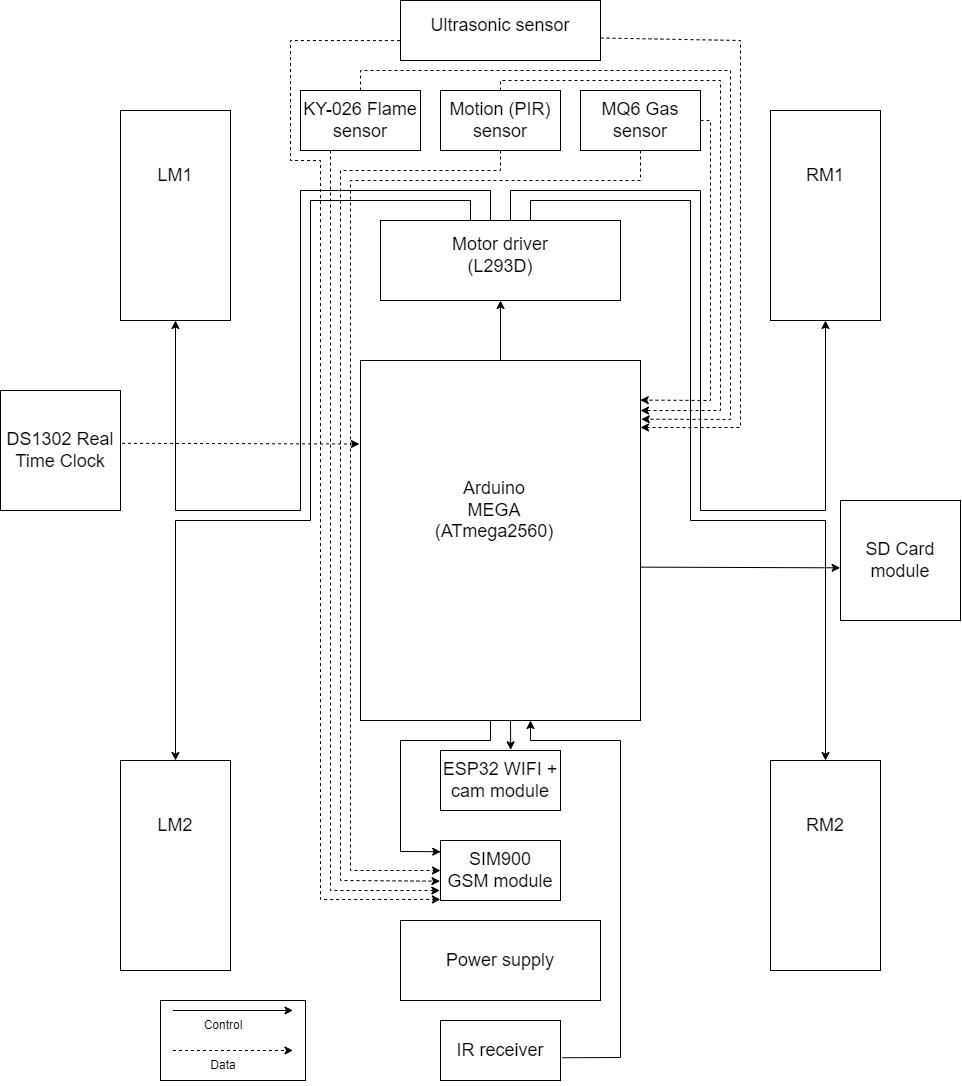 Ultrasonic sensor
KY-026 Flame
sensor
Motion (PIR)
sensor
MQ6 Gas
sensor
LM1
RM1
Motor driver
(L293D)
DS1302 Real
Time Clock
Arduino
MEGA
(ATmega2560)
SD Card
module
ESP32 WIFI +
cam module
LM2
RM2
SIM900
GSM module
Power supply
Control
Data
IR receiver